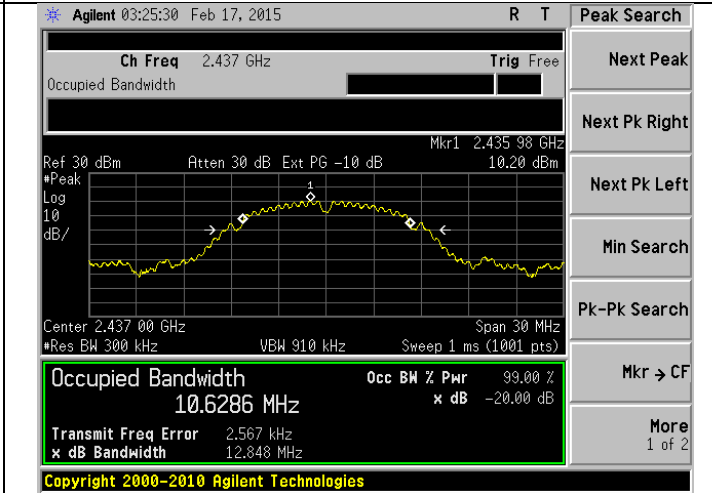 Agilent 03:25:30 Feb 17, 2015 R T Peak Search
Ch Freq 2.437 GHz Trig Free
Occupied Bandwidth
Mkr1 2.435 98 GHz
Ref 30 dBm Atten 30 dB Ext PG -10 dB 10.20 dBm
#Peak
Log
10
dB/
1
Center 2.437 00 GHz Span 30 MHz
#Res BW 300 kHz VBW 910 kHz Sweep 1 ms (1001 pts)
Occupied Bandwidth Occ BW % Pwr 99.00 %
10.6286 MHz x dB -20.00 dB
Transmit Freq Error 2.567 kHz
x dB Bandwidth 12.848 MHz
Copyright 2000-2010 Agilent Technologies
Next Peak
Next Pk Right
Next Pk Left
Min Search
Pk-Pk Search
Mkr → CF
More
1 of 2